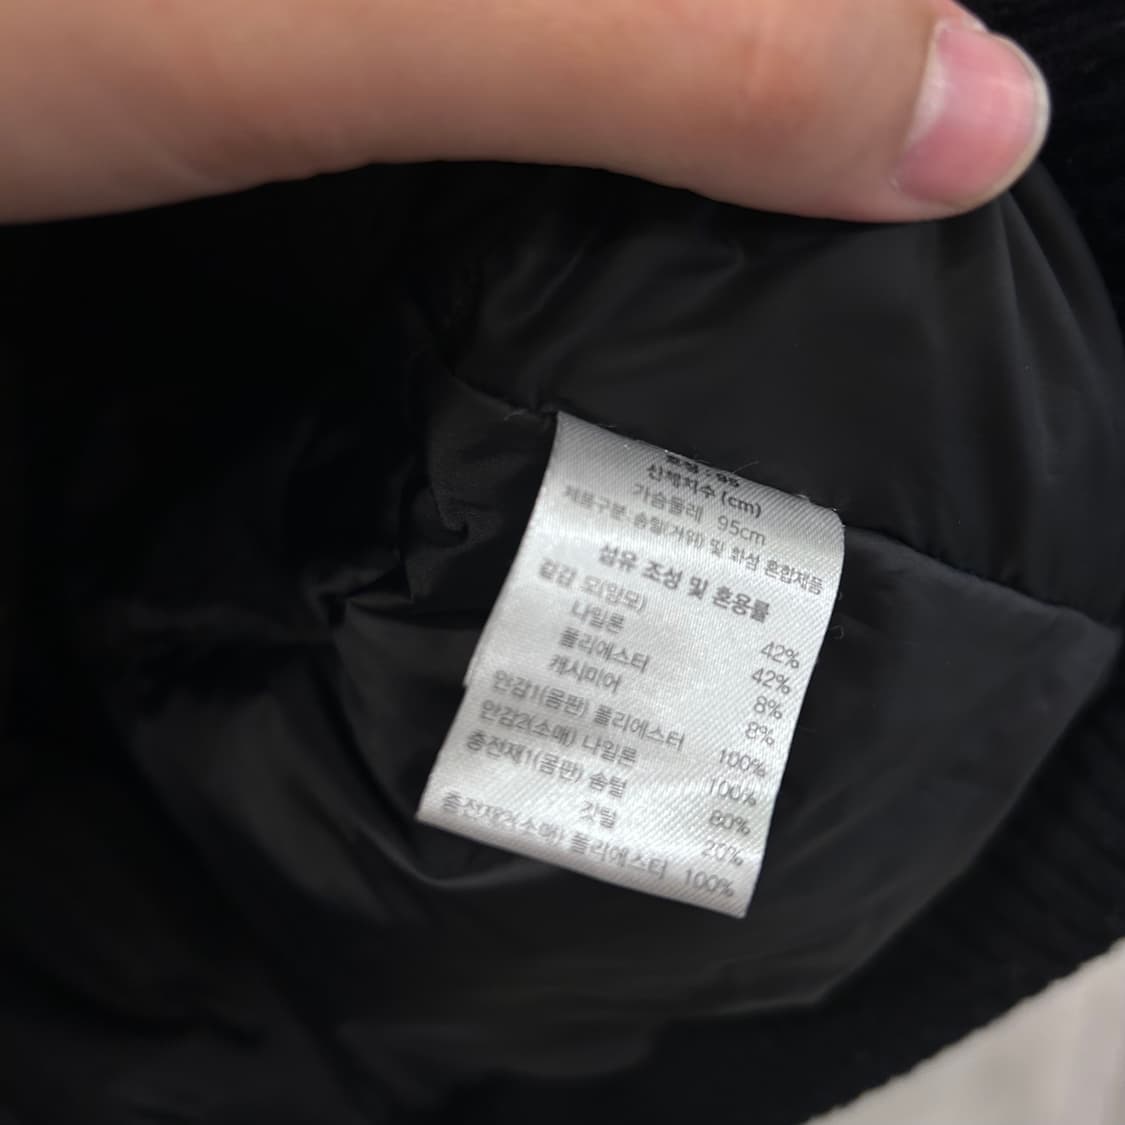 호칭 : 95
신체치수 (cm)
가슴둘레 95cm
제품구분: 솜털(거위) 및 화섬 혼합제품
섬유 조성 및 혼용률
겉감 모(양모) 42%
나일론 42%
폴리에스터 8%
캐시미어 8%
안감1(몸판) 폴리에스터 100%
안감2(소매) 나일론 100%
충전재1(몸판) 솜털 80%
깃털 20%
충전재2(소매) 폴리에스터 100%